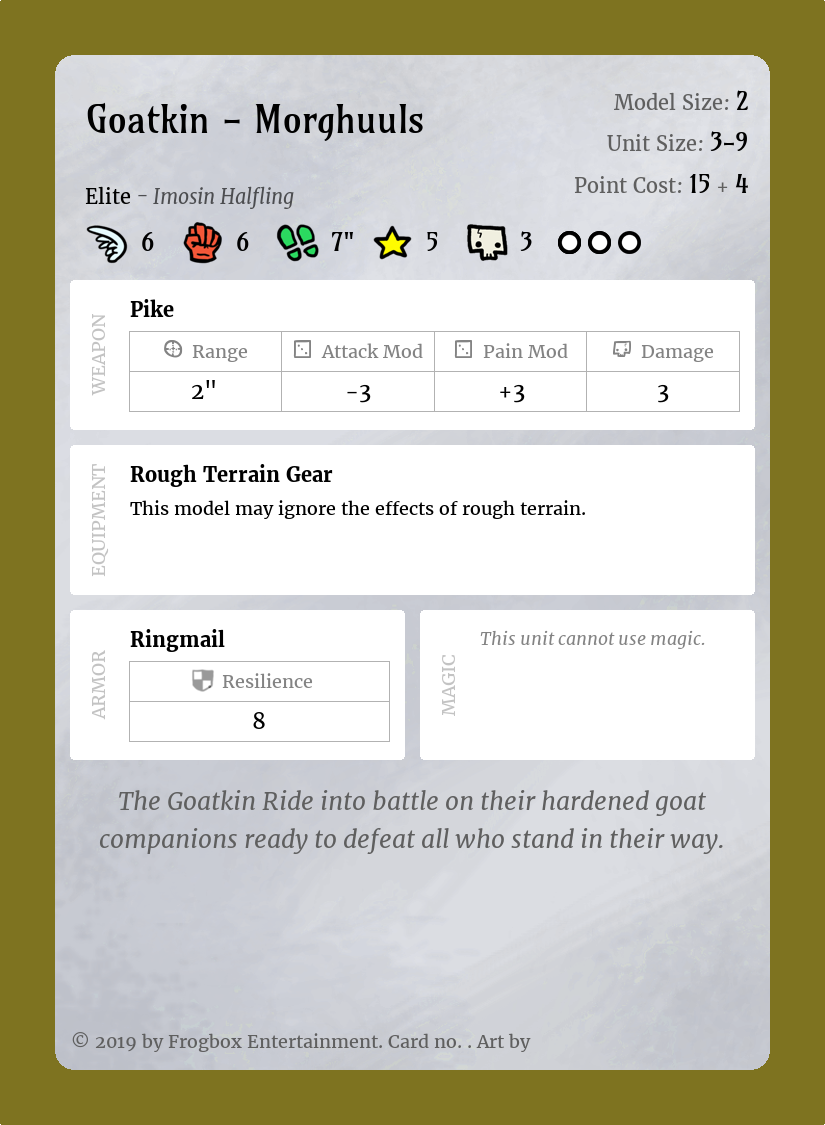 Goatkin - Morghuuls
Model Size: 2
Unit Size: 3-9
Point Cost: 15 + 4
Elite - Imosin Halfling
6 6 7" 5 3
WEAPON
Pike
Range Attack Mod Pain Mod Damage
2" -3 +3 3
EQUIPMENT
Rough Terrain Gear
This model may ignore the effects of rough terrain.
ARMOR
Ringmail
Resilience
8
MAGIC
This unit cannot use magic.
The Goatkin Ride into battle on their hardened goat
companions ready to defeat all who stand in their way.
© 2019 by Frogbox Entertainment. Card no. . Art by